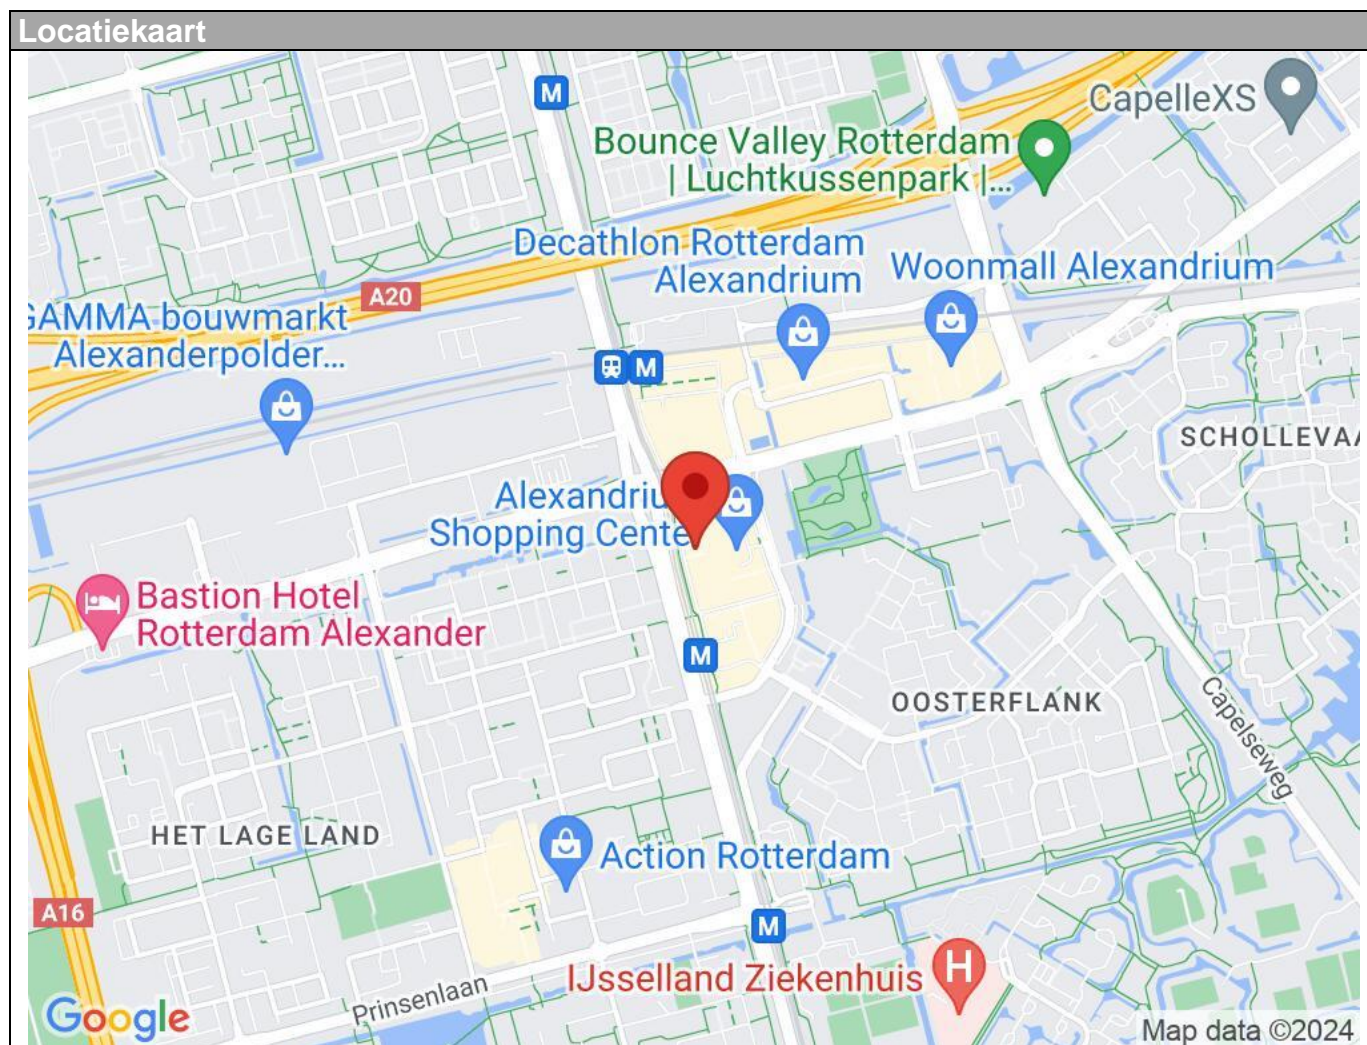 Locatiekaart
M
CapelleXS
Bounce Valley Rotterdam
| Luchtkussenpark |...
Decathlon Rotterdam
Alexandrium
Woonmall Alexandrium
A20
GAMMA bouwmarkt
Alexanderpolder...
M
SCHOLLEVAA
Alexandriu
Shopping Cente
Bastion Hotel
Rotterdam Alexander
M
OOSTERFLANK
Capelseweg
HET LAGE LAND
Action Rotterdam
A16
M
H
IJsselland Ziekenhuis
Prinsenlaan
Google
Map data ©2024